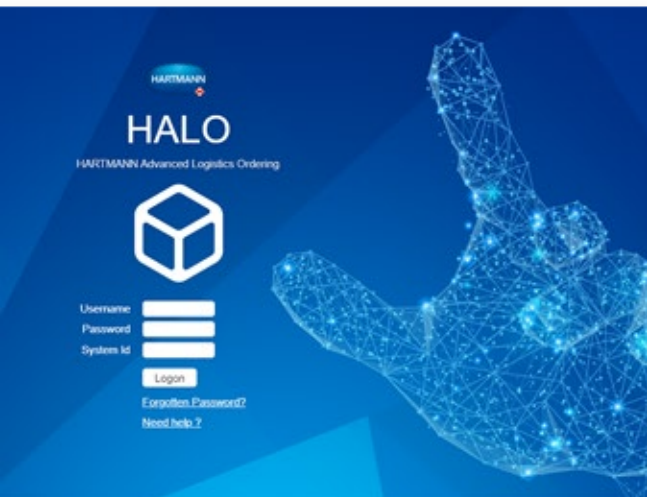 HARTMANN
HALO
HARTMANN Advanced Logistics Ordering
Username
Password
System Id
Logon
Forgotten Password?
Need help ?